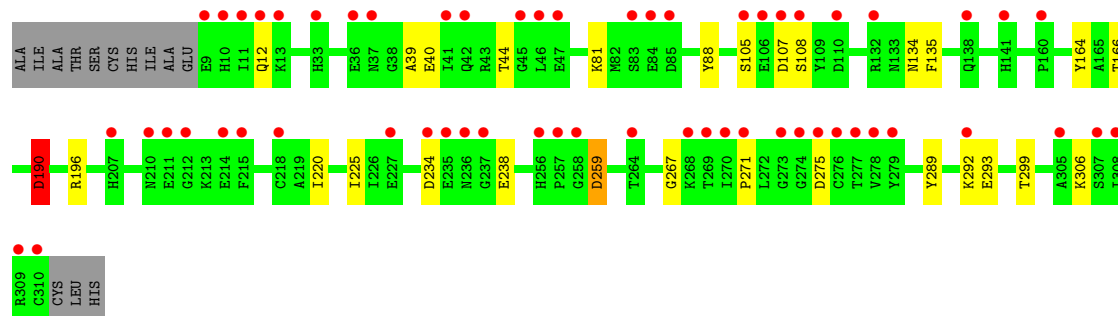 ALA ILE ALA THR SER CYS HIS ILE ALA GLU E9 H10 I11 Q12 K13 H33 E36 N37 G38 A39 E40 I41 Q42 R43 T44 G45 L46 E47 K81 M82 S83 E84 D85 Y88 S105 E106 D107 S108 Y109 D110 R132 N133 N134 F135 Q138 H141 P160 Y164 A165 T166
D190 R196 H207 N210 E211 G212 K213 E214 F215 C218 A219 I220 I225 I226 E227 D234 E235 N236 G237 E238 H256 P257 G258 D259 T264 G267 K268 T269 I270 P271 L272 G273 G274 D275 C276 T277 V278 Y279 Y289 K292 E293 T299 A305 K306 S307 I308
R309 C310 CYS LEU HIS